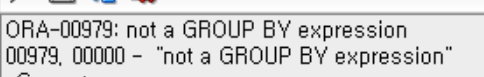 ORA-00979: not a GROUP BY expression
00979, 00000 -  "not a GROUP BY expression"